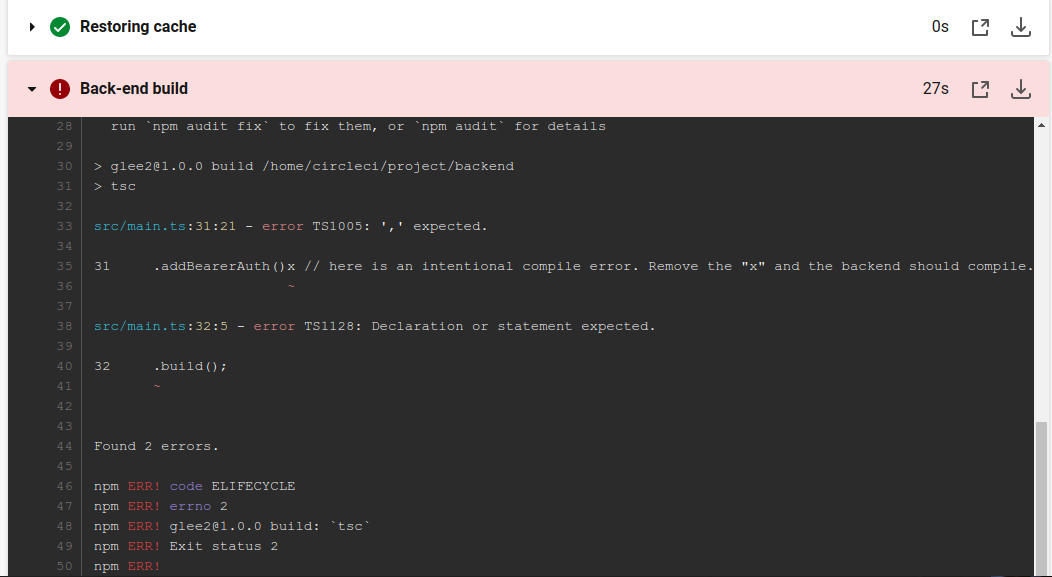 Restoring cache 0s
Back-end build 27s
28 run `npm audit fix` to fix them, or `npm audit` for details
29
30 > glee2@1.0.0 build /home/circleci/project/backend
31 > tsc
32
33 src/main.ts:31:21 - error TS1005: ',' expected.
34
35 31 .addBearerAuth()x // here is an intentional compile error. Remove the "x" and the backend should compile.
36 ~
37
38 src/main.ts:32:5 - error TS1128: Declaration or statement expected.
39
40 32 .build();
41 ~
42
43
44 Found 2 errors.
45
46 npm ERR! code ELIFECYCLE
47 npm ERR! errno 2
48 npm ERR! glee2@1.0.0 build: `tsc`
49 npm ERR! Exit status 2
50 npm ERR!